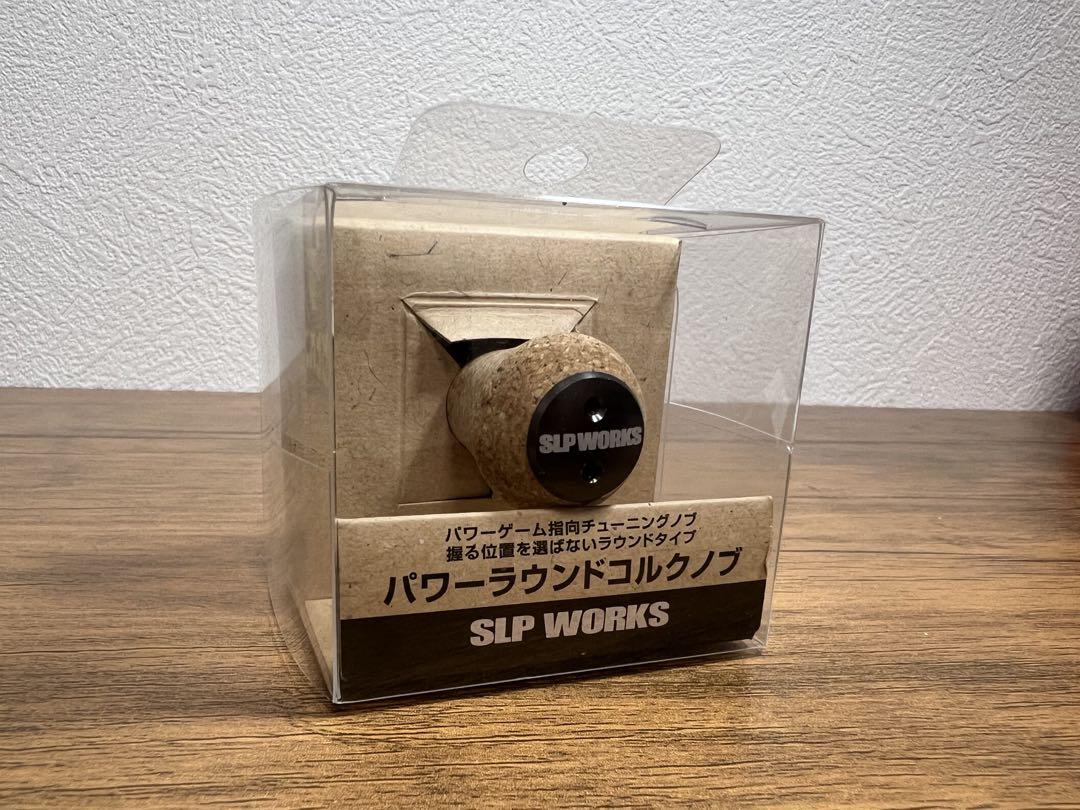 SLP WORKS
パワーゲーム指向チューニングノブ
握る位置を選ばないラウンドタイプ
パワーラウンドコルクノブ
SLP WORKS